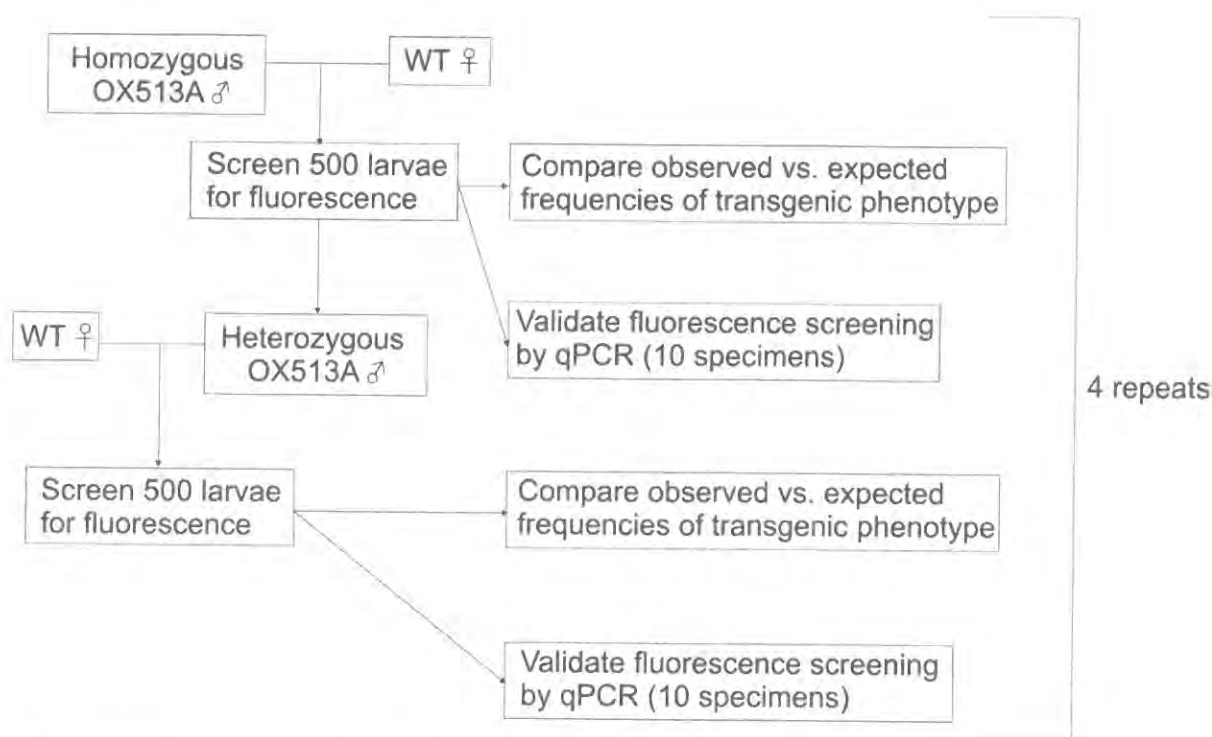 Homozygous
OX513A ♂
WT ♀
Screen 500 larvae
for fluorescence
Compare observed vs. expected
frequencies of transgenic phenotype
Validate fluorescence screening
by qPCR (10 specimens)
WT ♀
Heterozygous
OX513A ♂
4 repeats
Screen 500 larvae
for fluorescence
Compare observed vs. expected
frequencies of transgenic phenotype
Validate fluorescence screening
by qPCR (10 specimens)